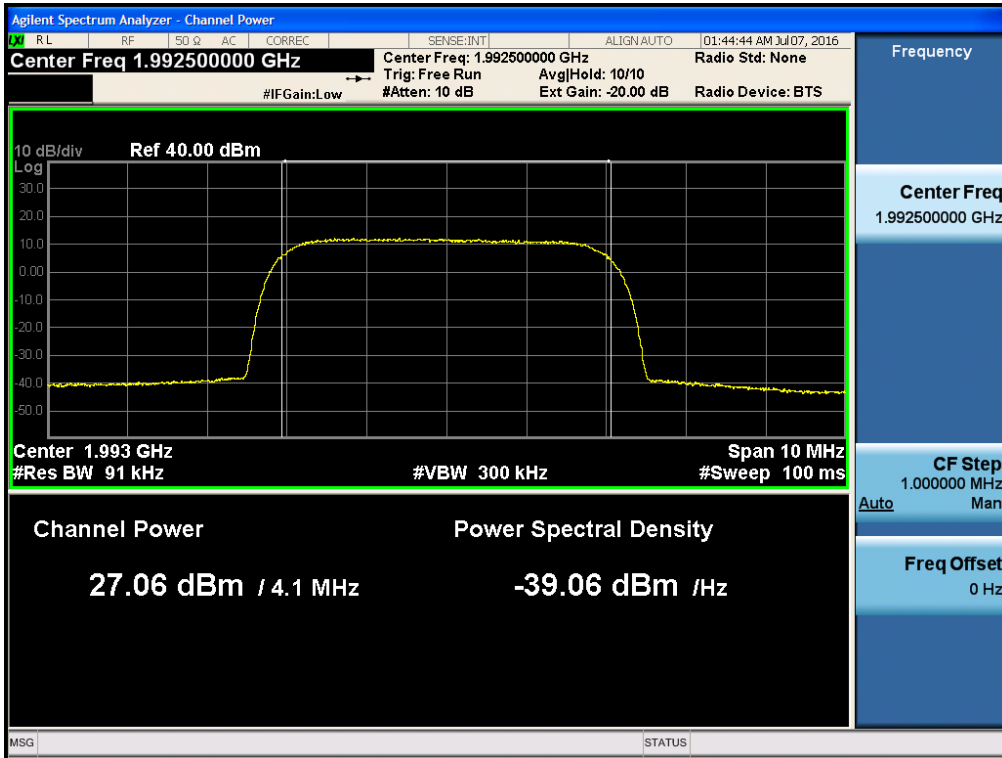 Agilent Spectrum Analyzer - Channel Power
LXI RL RF 50 Ω AC CORREC SENSE:INT ALIGN AUTO 01:44:44 AM Jul 07, 2016
Center Freq 1.992500000 GHz
Center Freq: 1.992500000 GHz Radio Std: None
Trig: Free Run Avg|Hold: 10/10
#IFGain:Low #Atten: 10 dB Ext Gain: -20.00 dB Radio Device: BTS
10 dB/div Ref 40.00 dBm
Log
30.0
20.0
10.0
0.00
-10.0
-20.0
-30.0
-40.0
-50.0
Center 1.993 GHz Span 10 MHz
#Res BW 91 kHz #VBW 300 kHz #Sweep 100 ms
Channel Power Power Spectral Density
27.06 dBm / 4.1 MHz -39.06 dBm /Hz
Frequency
Center Freq
1.992500000 GHz
CF Step
1.000000 MHz
Auto Man
Freq Offset
0 Hz
MSG STATUS